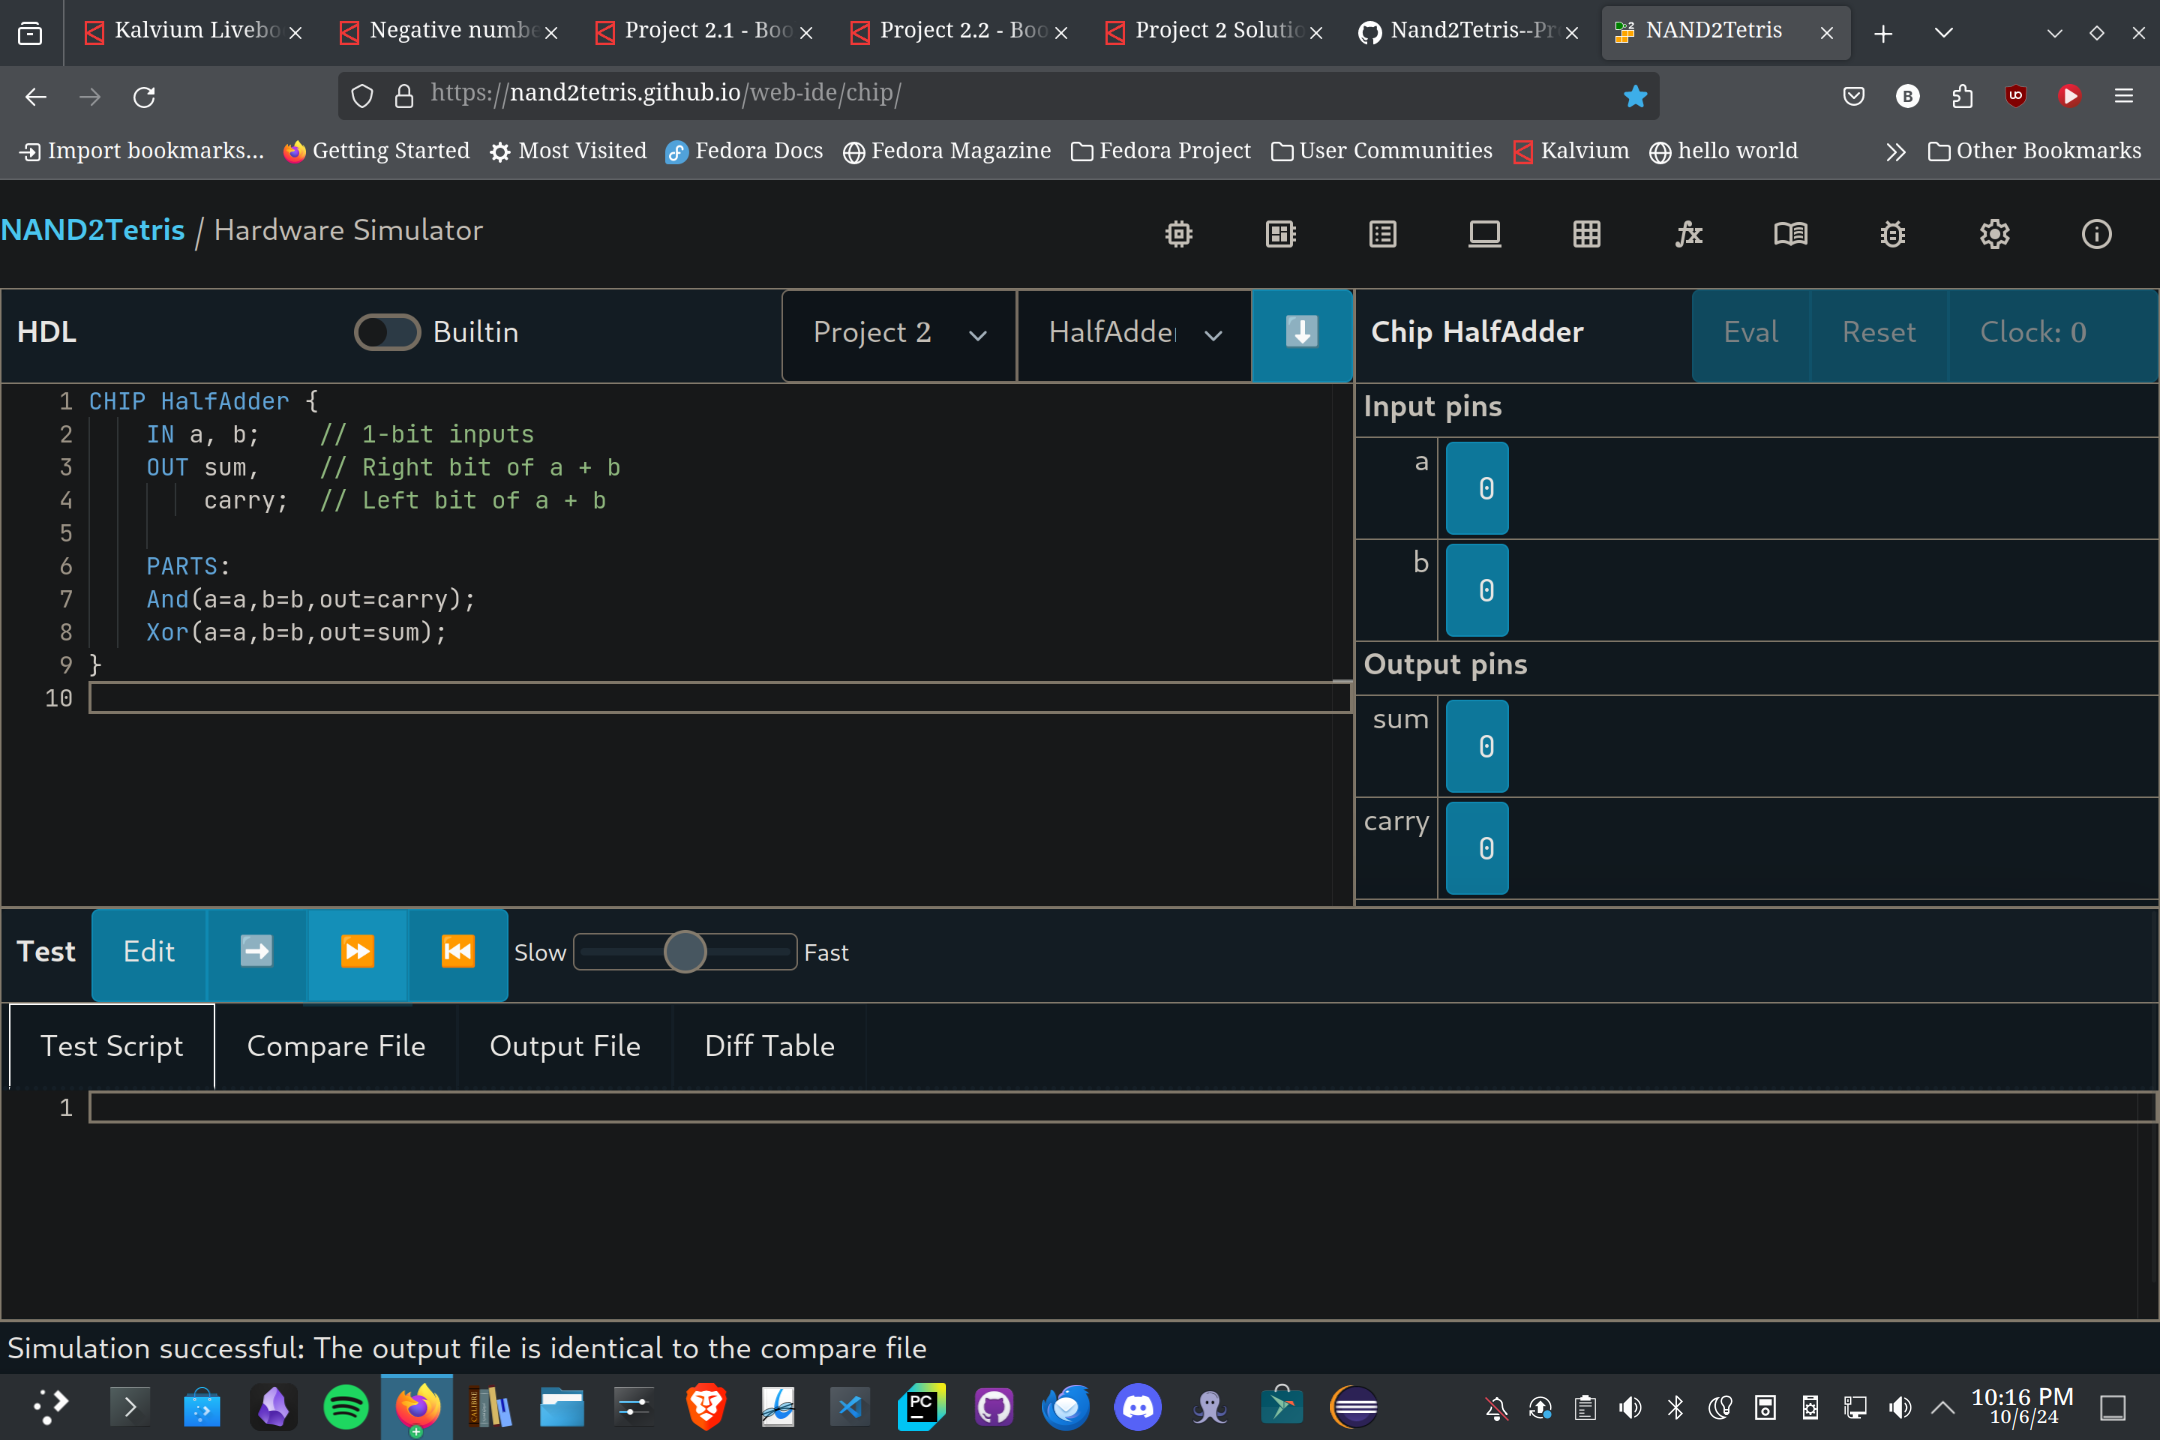 Kalvium Livebo
Negative numbe
Project 2.1 - Boo
Project 2.2 - Boo
Project 2 Solutio
Nand2Tetris--Pr
NAND2Tetris
https://nand2tetris.github.io/web-ide/chip/
B
Import bookmarks...
Getting Started
Most Visited
Fedora Docs
Fedora Magazine
Fedora Project
User Communities
Kalvium
hello world
Other Bookmarks
NAND2Tetris / Hardware Simulator
HDL
Builtin
Project 2
HalfAdder
1 CHIP HalfAdder {
2 IN a, b; // 1-bit inputs
3 OUT sum, // Right bit of a + b
4 carry; // Left bit of a + b
5
6 PARTS:
7 And(a=a,b=b,out=carry);
8 Xor(a=a,b=b,out=sum);
9 }
10
Chip HalfAdder
Eval
Reset
Clock: 0
Input pins
a 0
b 0
Output pins
sum 0
carry 0
Test
Edit
Slow
Fast
Test Script
Compare File
Output File
Diff Table
1
Simulation successful: The output file is identical to the compare file
PC
10:16 PM
10/6/24